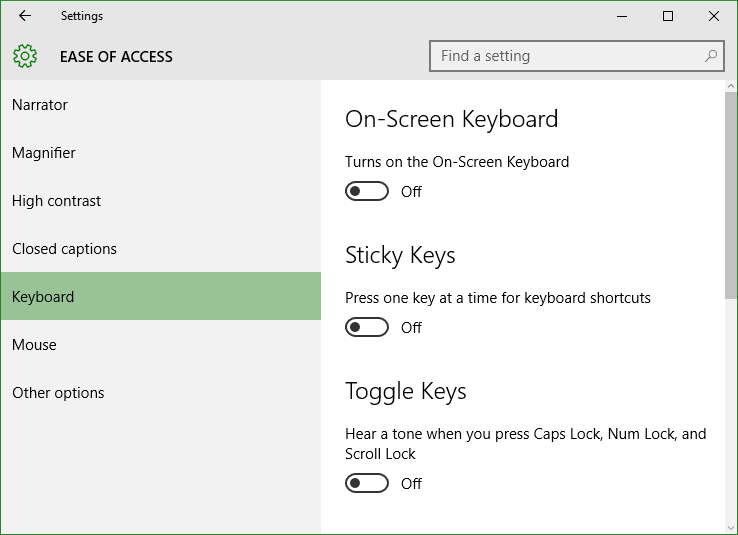 Settings
EASE OF ACCESS
Find a setting
Narrator
Magnifier
High contrast
Closed captions
Keyboard
Mouse
Other options
On-Screen Keyboard
Turns on the On-Screen Keyboard
Off
Sticky Keys
Press one key at a time for keyboard shortcuts
Off
Toggle Keys
Hear a tone when you press Caps Lock, Num Lock, and
Scroll Lock
Off